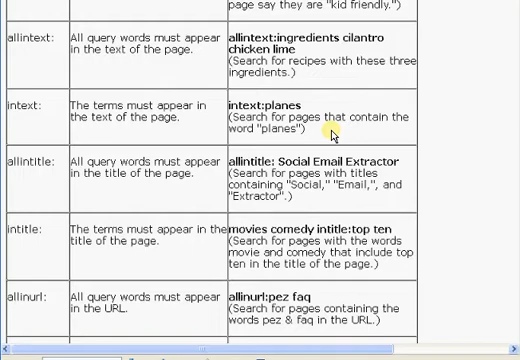 page say they are "kid friendly.")
allintext: All query words must appear in the text of the page. allintext:ingredients cilantro
chicken lime
(Search for recipes with these three
ingredients.)
intext: The terms must appear in the text of the page. intext:planes
(Search for pages that contain the
word "planes")
allintitle: All query words must appear in the title of the page. allintitle: Social Email Extractor
(Search for pages with titles
containing "Social," "Email,", and
"Extractor".)
intitle: The terms must appear in the title of the page. movies comedy intitle:top ten
(Search for pages with the words
movie and comedy that include top
ten in the title of the page.)
allinurl: All query words must appear in the URL. allinurl:pez faq
(Search for pages containing the
words pez & faq in the URL.)